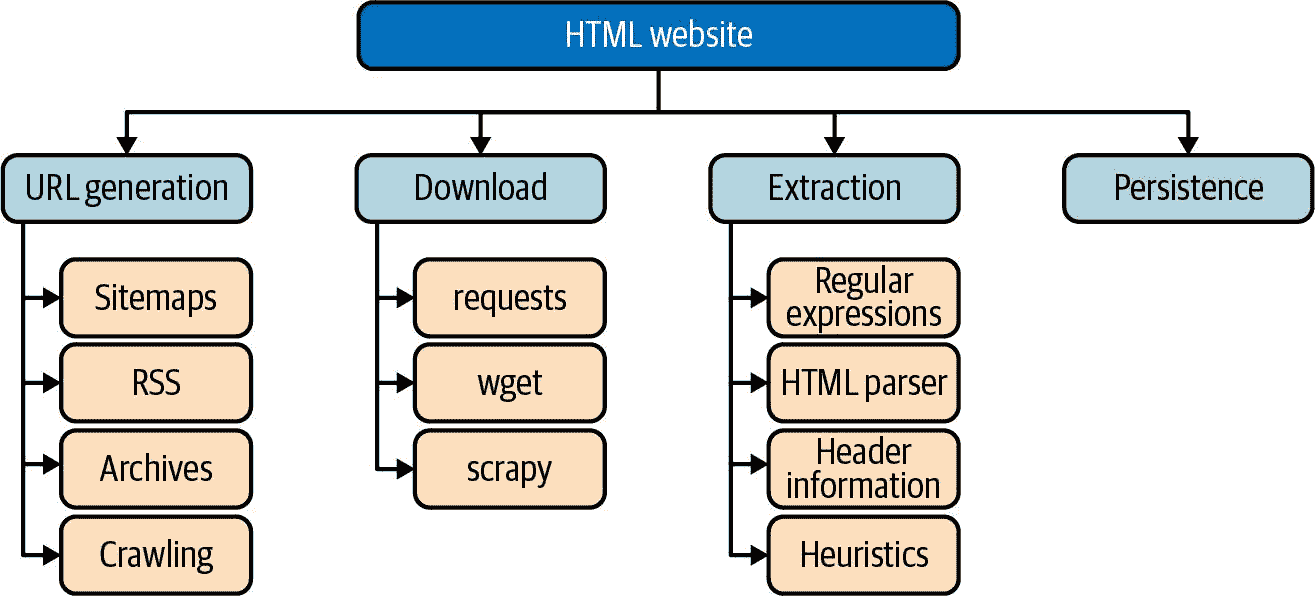 HTML website
URL generation
Download
Extraction
Persistence
Sitemaps
RSS
Archives
Crawling
requests
wget
scrapy
Regular
expressions
HTML parser
Header
information
Heuristics